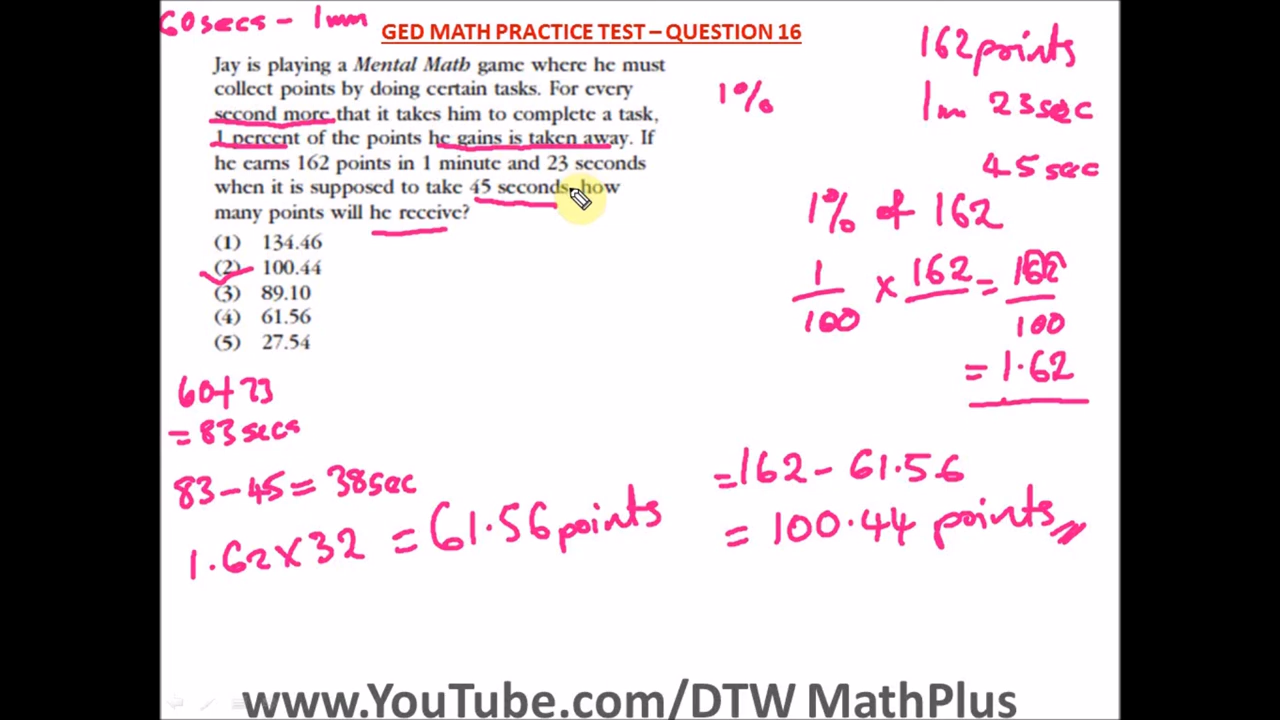 60secs - 1mm
GED MATH PRACTICE TEST – QUESTION 16
Jay is playing a Mental Math game where he must
collect points by doing certain tasks. For every
second more that it takes him to complete a task,
1 percent of the points he gains is taken away. If
he earns 162 points in 1 minute and 23 seconds
when it is supposed to take 45 seconds, how
many points will he receive?
(1) 134.46
(2) 100.44
(3) 89.10
(4) 61.56
(5) 27.54
60+23
=83secs
83-45=38sec
1.62x32 =61.56points
1%
162points
1m 23sec
45sec
1% of 162
1/100 x 162 = 162/100
= 1.62
=162-61.56
= 100.44 points
www.YouTube.com/DTW MathPlus